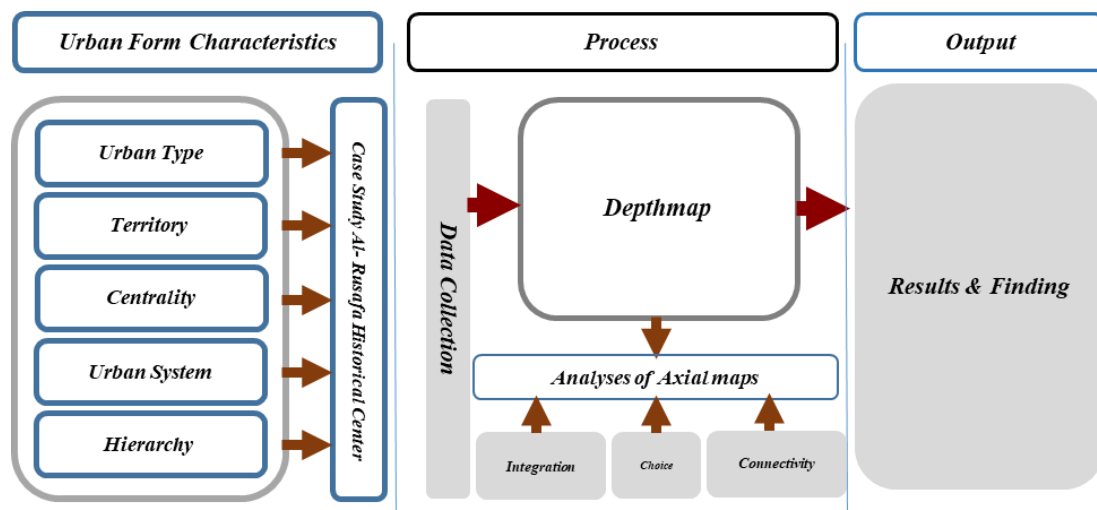 Urban Form Characteristics
Process
Output
Urban Type
Territory
Centrality
Urban System
Hierarchy
Case Study Al- Rusafa Historical Center
Data Collection
Depthmap
Analyses of Axial maps
Integration
Choice
Connectivity
Results & Finding